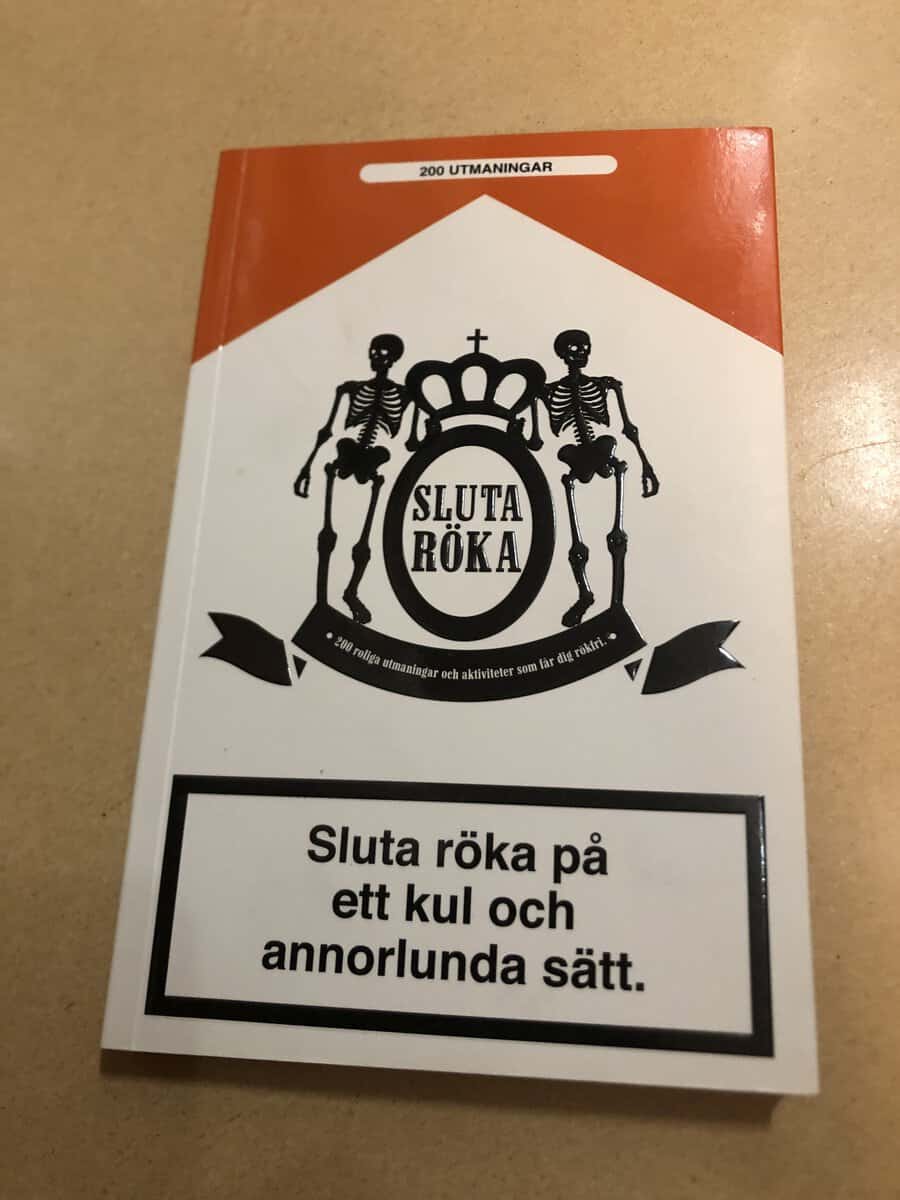 200 UTMANINGAR
SLUTA
RÖKA
• 200 roliga utmaningar och aktiviteter som får dig rökfri. •
Sluta röka på
ett kul och
annorlunda sätt.